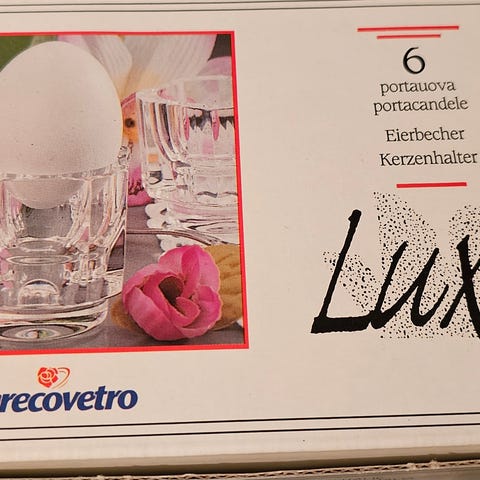 6
portauova
portacandele
Eierbecher
Kerzenhalter
Lux
recovetro